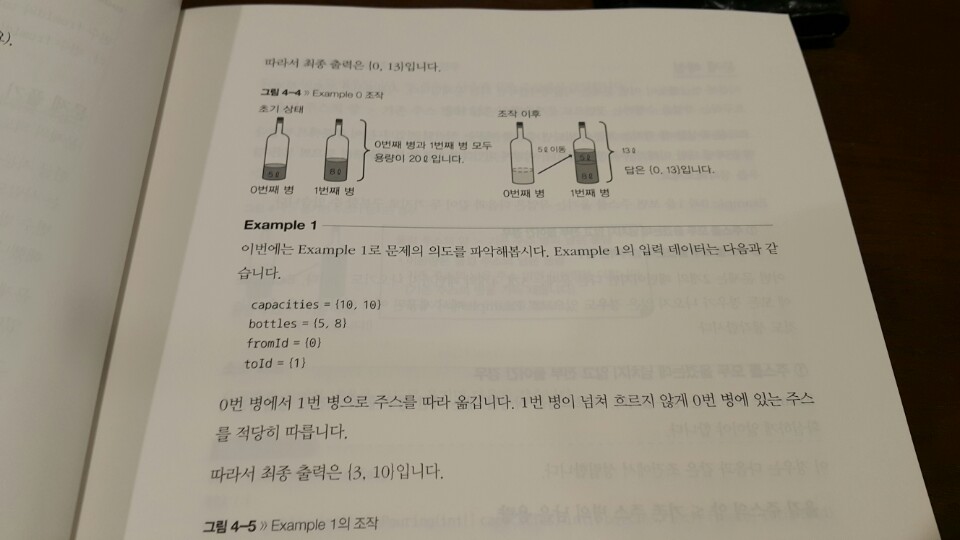 따라서 최종 출력은 {0, 13}입니다.
그림 4-4 » Example 0 조작
초기 상태
조작 이후
5ℓ
8ℓ
0번째 병과 1번째 병 모두
용량이 20ℓ입니다.
0번째 병
1번째 병
5ℓ 이동
5ℓ
8ℓ
13ℓ
답은 {0, 13}입니다.
0번째 병
1번째 병
Example 1
이번에는 Example 1로 문제의 의도를 파악해봅시다. Example 1의 입력 데이터는 다음과 같
습니다.
capacities = {10, 10}
bottles = {5, 8}
fromId = {0}
toId = {1}
0번 병에서 1번 병으로 주스를 따라 옮깁니다. 1번 병이 넘쳐 흐르지 않게 0번 병에 있는 주스
를 적당히 따릅니다.
따라서 최종 출력은 {3, 10}입니다.
그림 4-5 » Example 1의 조작